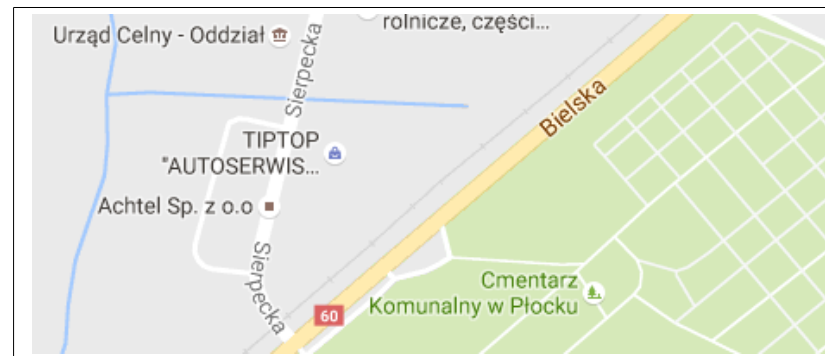 rolnicze, części...
Urząd Celny - Oddział
Sierpecka
Bielska
TIPTOP
"AUTOSERWIS...
Achtel Sp. z o.o
Sierpecka
Cmentarz
Komunalny w Płocku
60